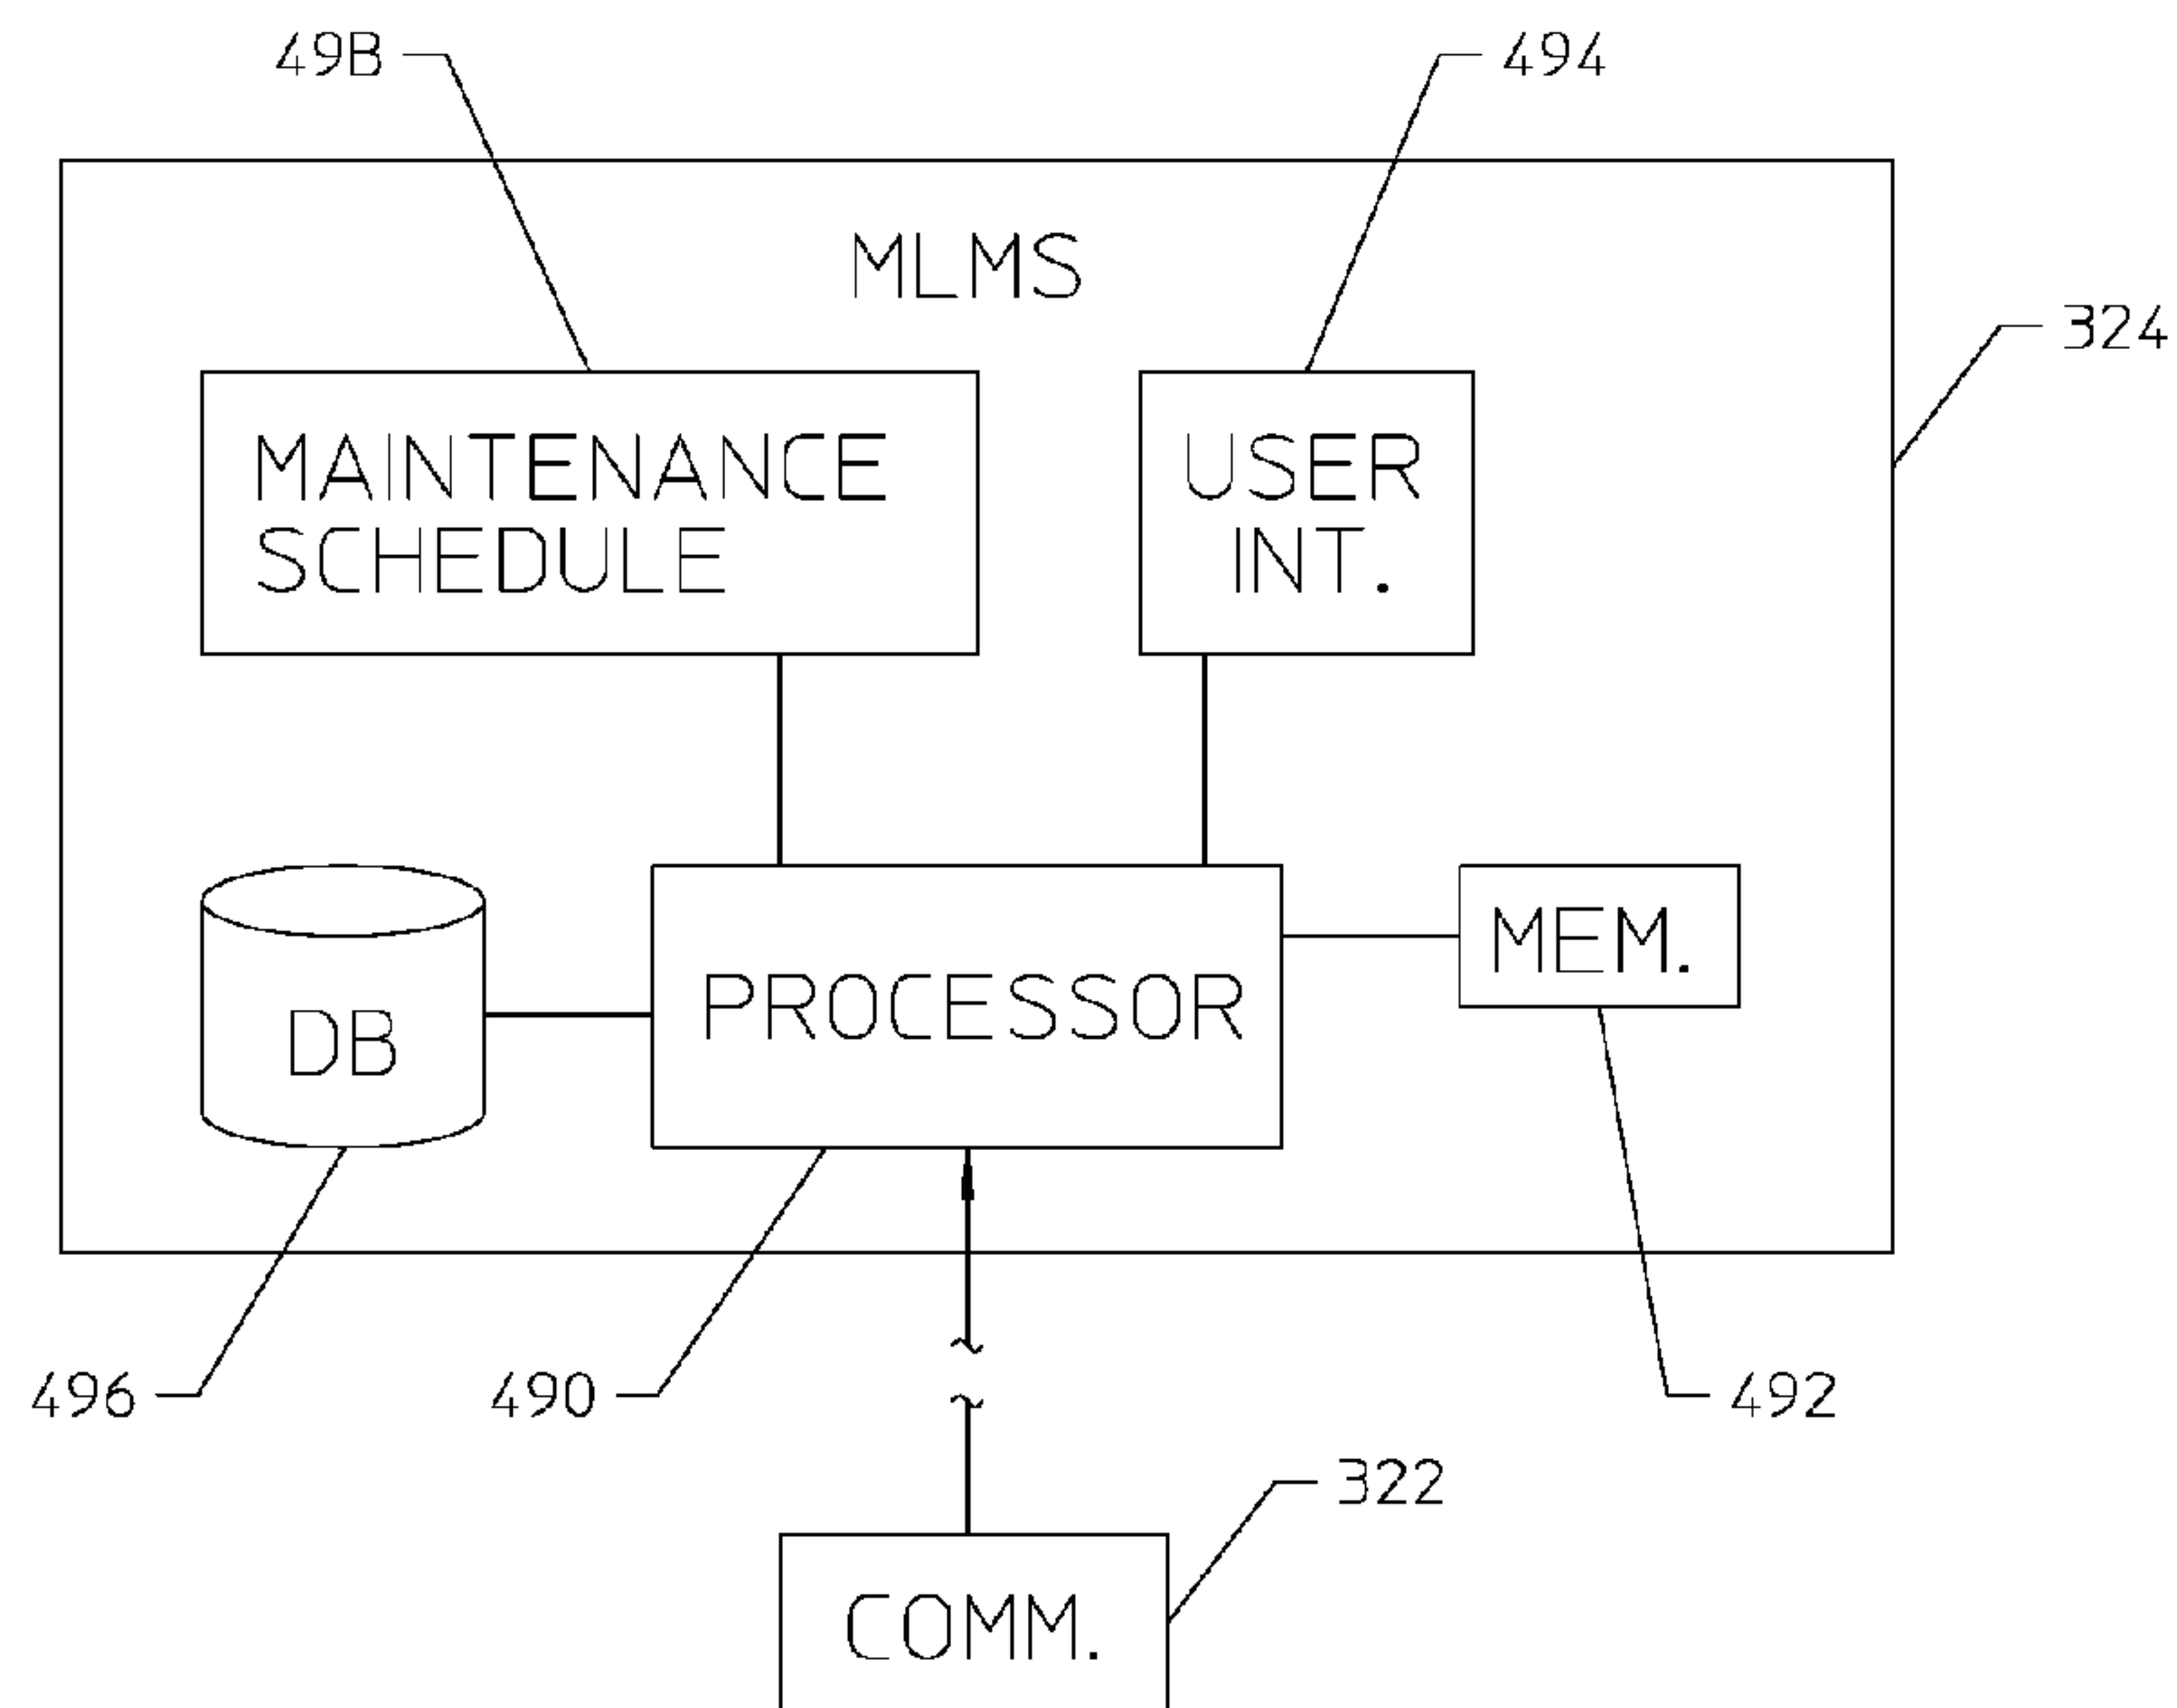 49B
494
MLMS
324
MAINTENANCE
SCHEDULE
USER
INT.
DB
PROCESSOR
MEM.
496
490
492
322
COMM.